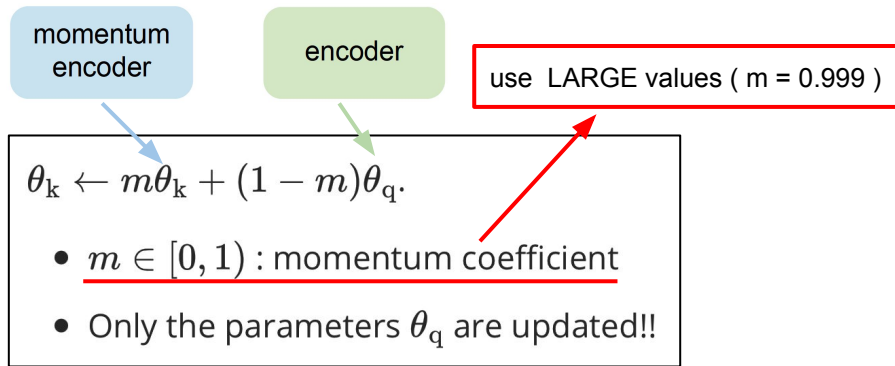 momentum
encoder
encoder
use LARGE values ( m = 0.999 )
θk ← mθk + (1 − m)θq.
• m ∈ [0, 1) : momentum coefficient
• Only the parameters θq are updated!!